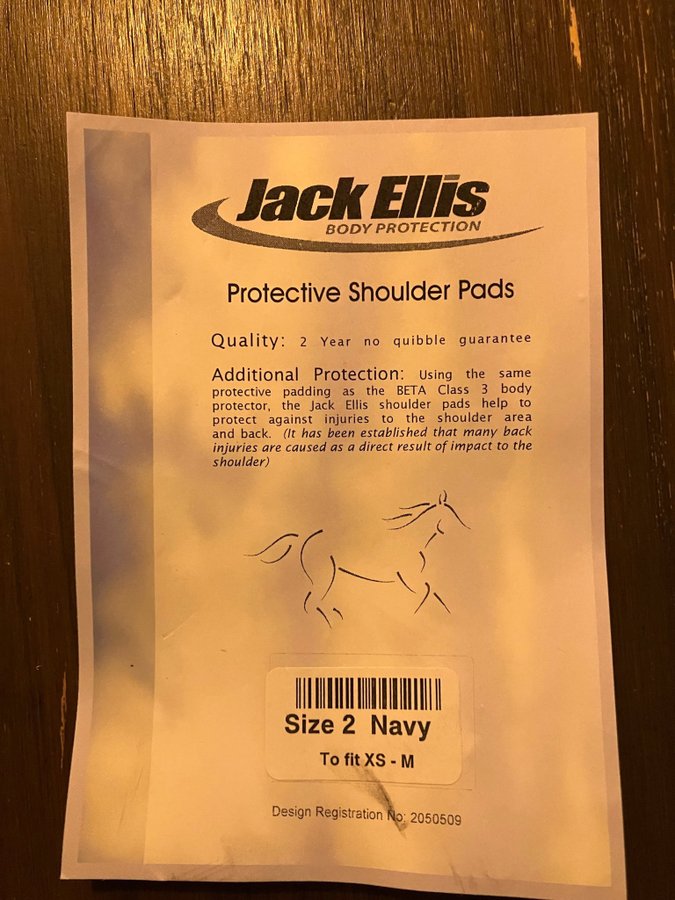 Jack Ellis
BODY PROTECTION
Protective Shoulder Pads
Quality: 2 Year no quibble guarantee
Additional Protection: Using the same
protective padding as the BETA Class 3 body
protector, the Jack Ellis shoulder pads help to
protect against injuries to the shoulder area
and back. (It has been established that many back
injuries are caused as a direct result of impact to the
shoulder)
Size 2 Navy
To fit XS - M
Design Registration No: 2050509